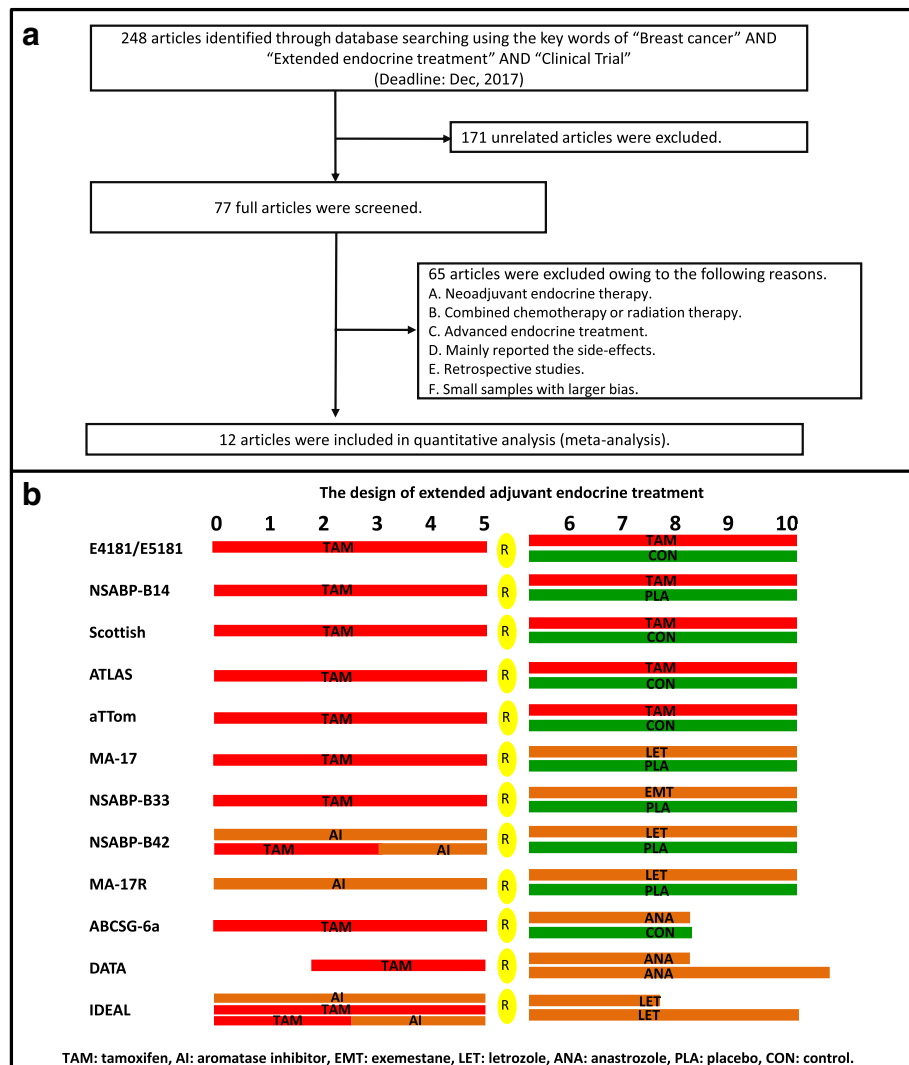 a
248 articles identified through database searching using the key words of “Breast cancer” AND
“Extended endocrine treatment” AND “Clinical Trial”
(Deadline: Dec, 2017)
171 unrelated articles were excluded.
77 full articles were screened.
65 articles were excluded owing to the following reasons.
A. Neoadjuvant endocrine therapy.
B. Combined chemotherapy or radiation therapy.
C. Advanced endocrine treatment.
D. Mainly reported the side-effects.
E. Retrospective studies.
F. Small samples with larger bias.
12 articles were included in quantitative analysis (meta-analysis).
b
The design of extended adjuvant endocrine treatment
0 1 2 3 4 5 6 7 8 9 10
E4181/E5181 TAM R TAM
CON
NSABP-B14 TAM R TAM
PLA
Scottish TAM R TAM
CON
ATLAS TAM R TAM
CON
aTTom TAM R TAM
CON
MA-17 TAM R LET
PLA
NSABP-B33 TAM R EMT
PLA
NSABP-B42 AI R LET
TAM AI PLA
MA-17R AI R LET
PLA
ABCSG-6a TAM R ANA
CON
DATA TAM R ANA
ANA
IDEAL AI R LET
TAM LET
TAM AI
TAM: tamoxifen, AI: aromatase inhibitor, EMT: exemestane, LET: letrozole, ANA: anastrozole, PLA: placebo, CON: control.